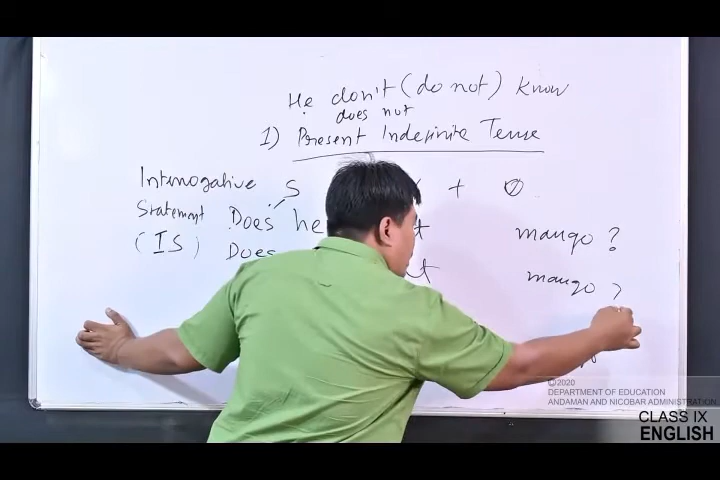 He don't (do not) know
does not
1) Present Indefinite Tense
Interrogative S + O
Statement Does he mango ?
(IS) Does mango ?
©2020
DEPARTMENT OF EDUCATION
ANDAMAN AND NICOBAR ADMINISTRATION
CLASS IX
ENGLISH